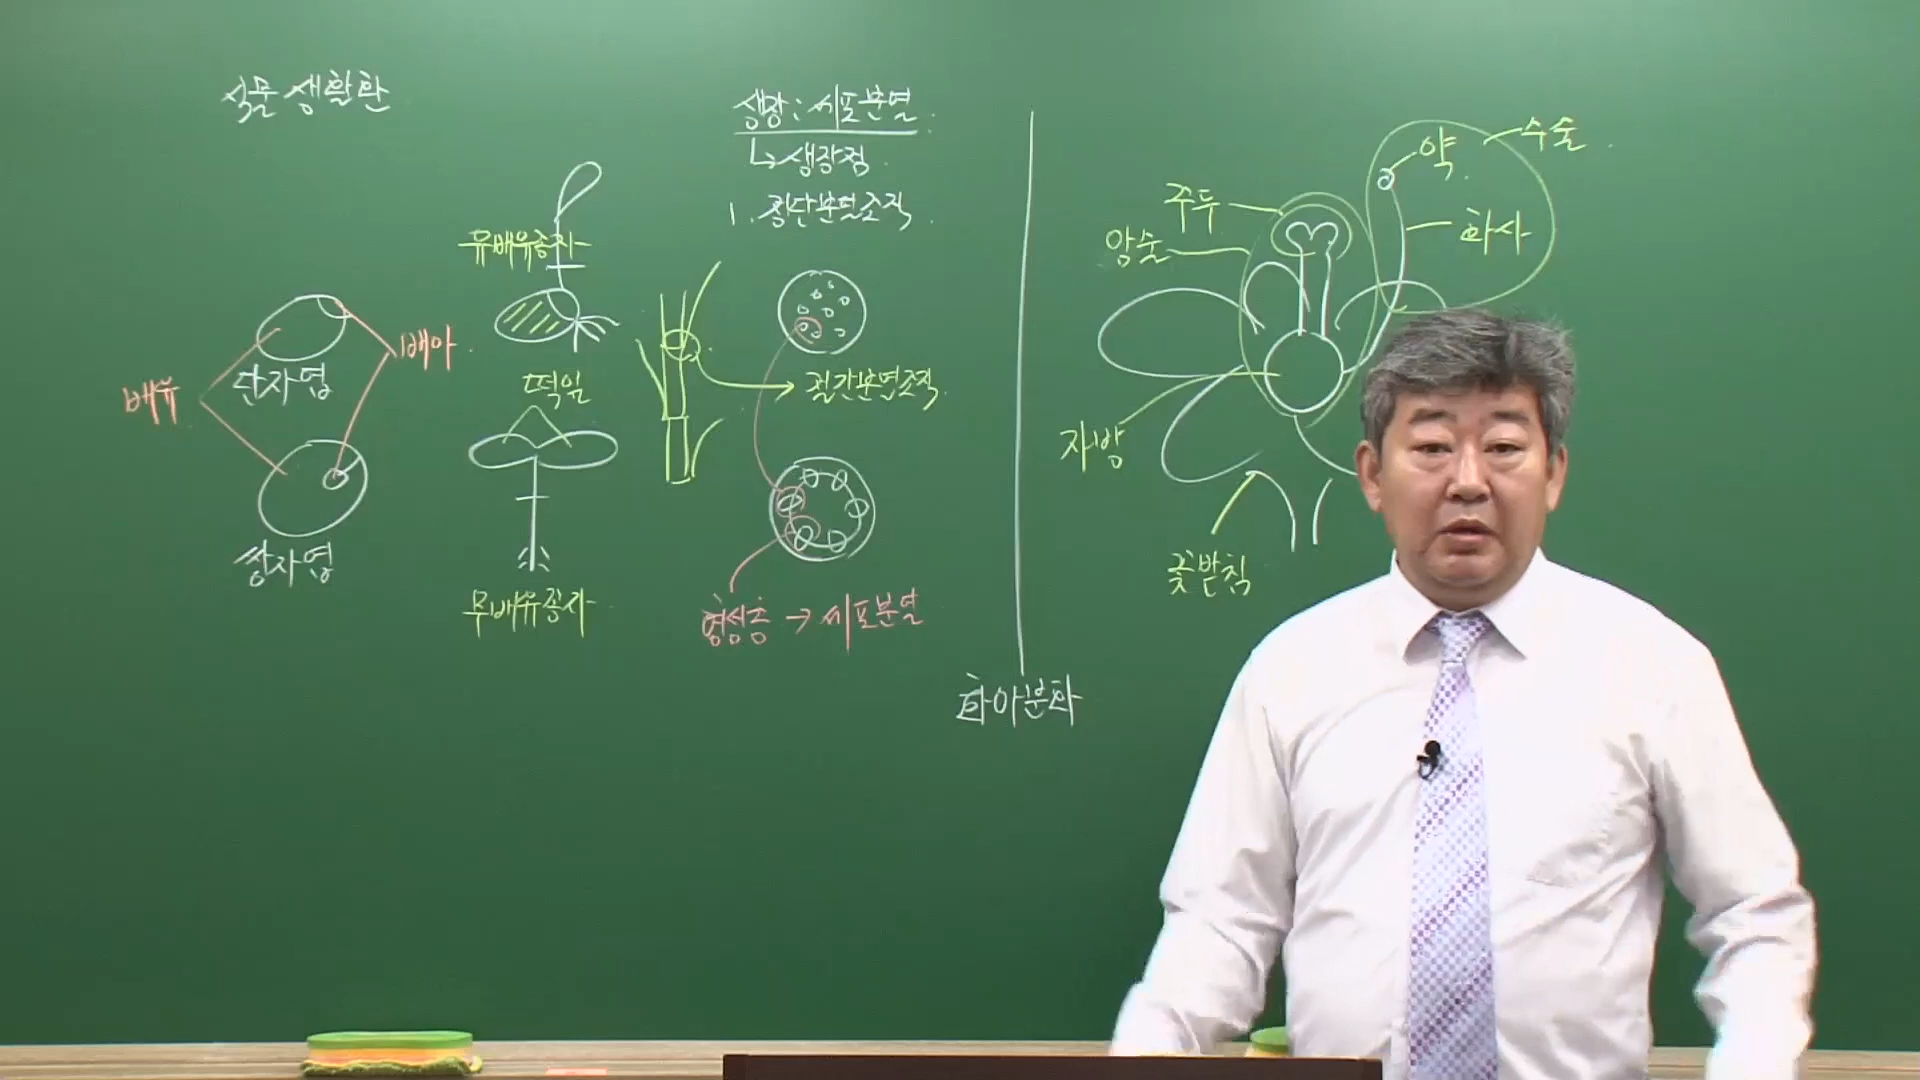 식물 생활환
생장 : 세포분열
↳ 생장점
1. 정단분열조직
유배유종자
배아
배유
단자엽
쌍자엽
떡잎
무배유종자
절간분열조직
형성층 → 세포분열
화아분화
약
수술
주두
화사
암술
자방
꽃받침